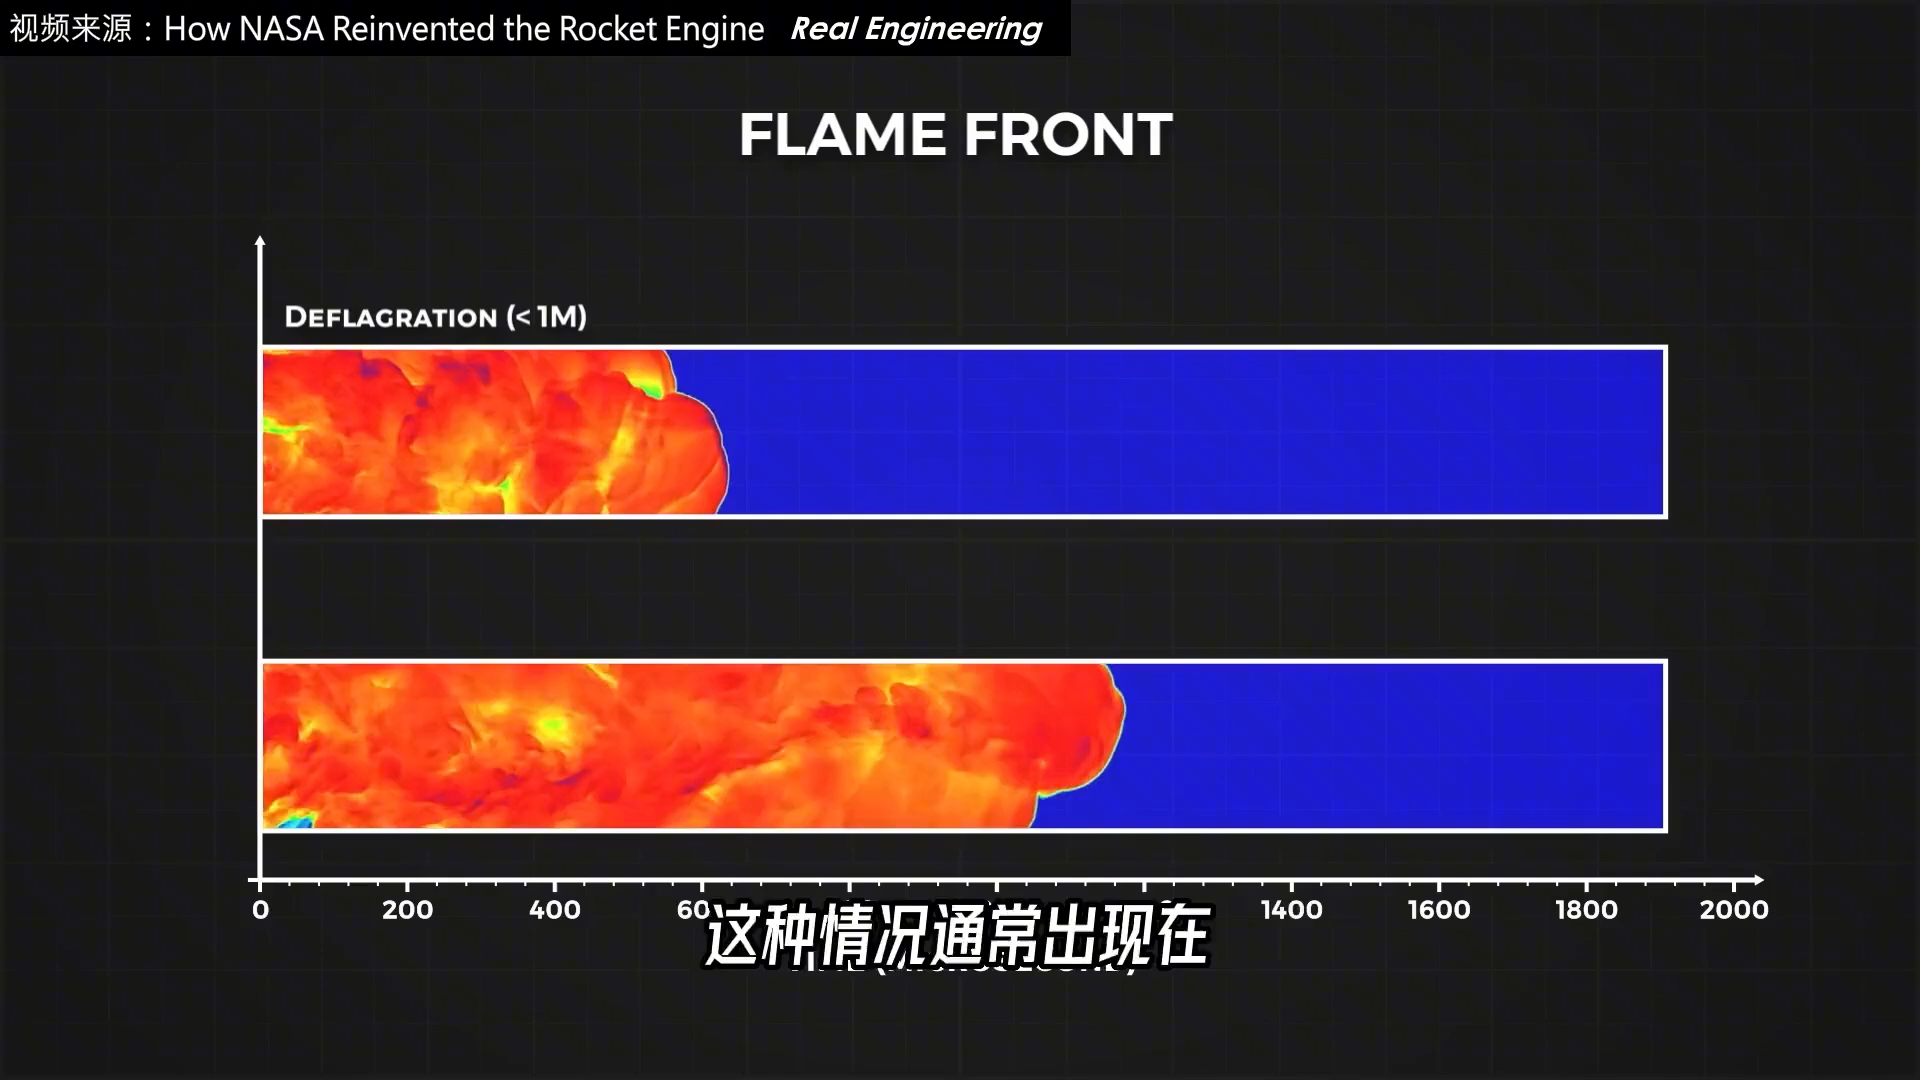 视频来源：How NASA Reinvented the Rocket Engine Real Engineering
FLAME FRONT
DEFLAGRATION (< 1M)
0 200 400 1400 1600 1800 2000
这种情况通常出现在